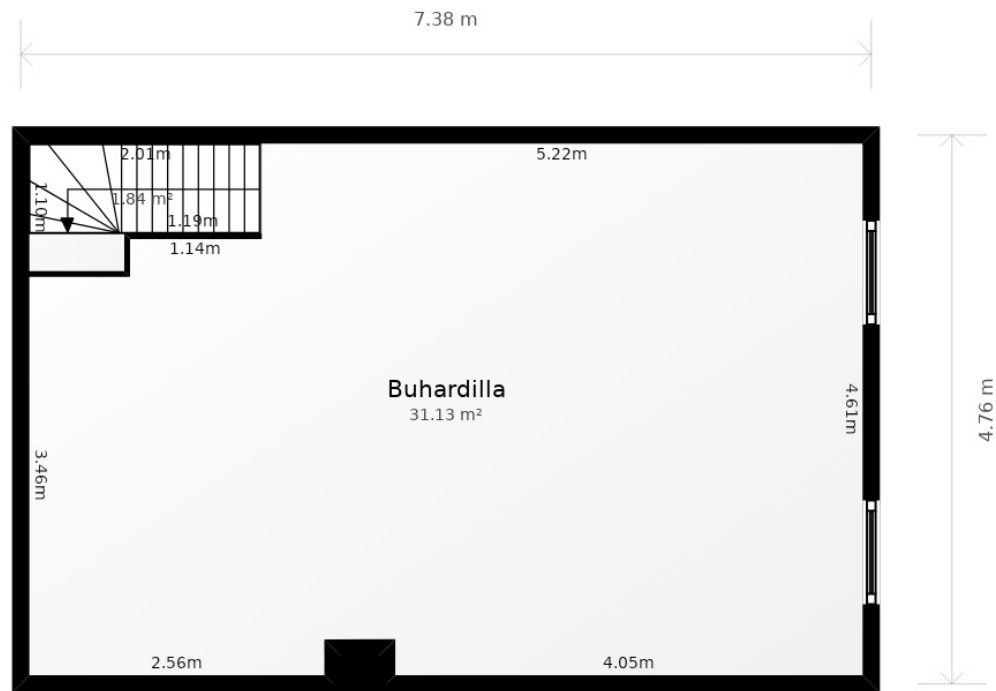 7.38 m
2.01m
5.22m
1.10m
1.84 m²
1.19m
1.14m
Buhardilla
31.13 m²
4.61m
4.76 m
3.46m
2.56m
4.05m